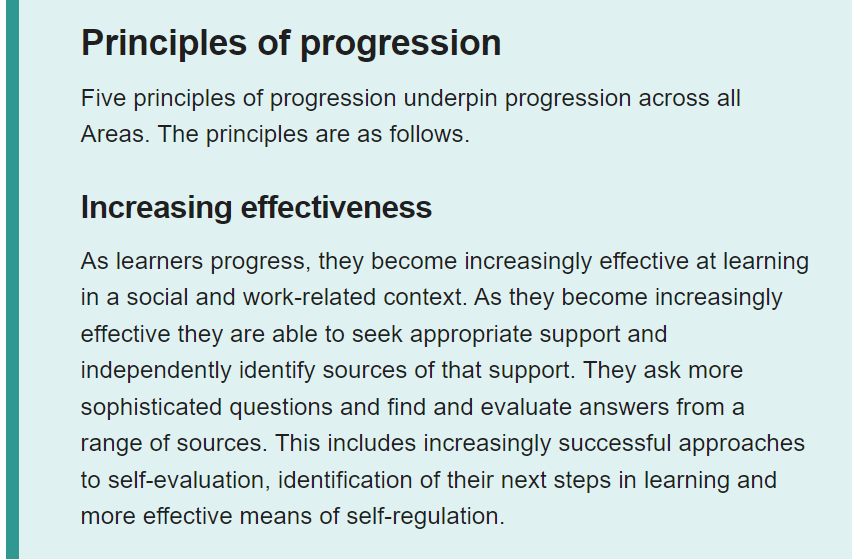 Principles of progression
Five principles of progression underpin progression across all
Areas. The principles are as follows.
Increasing effectiveness
As learners progress, they become increasingly effective at learning
in a social and work-related context. As they become increasingly
effective they are able to seek appropriate support and
independently identify sources of that support. They ask more
sophisticated questions and find and evaluate answers from a
range of sources. This includes increasingly successful approaches
to self-evaluation, identification of their next steps in learning and
more effective means of self-regulation.